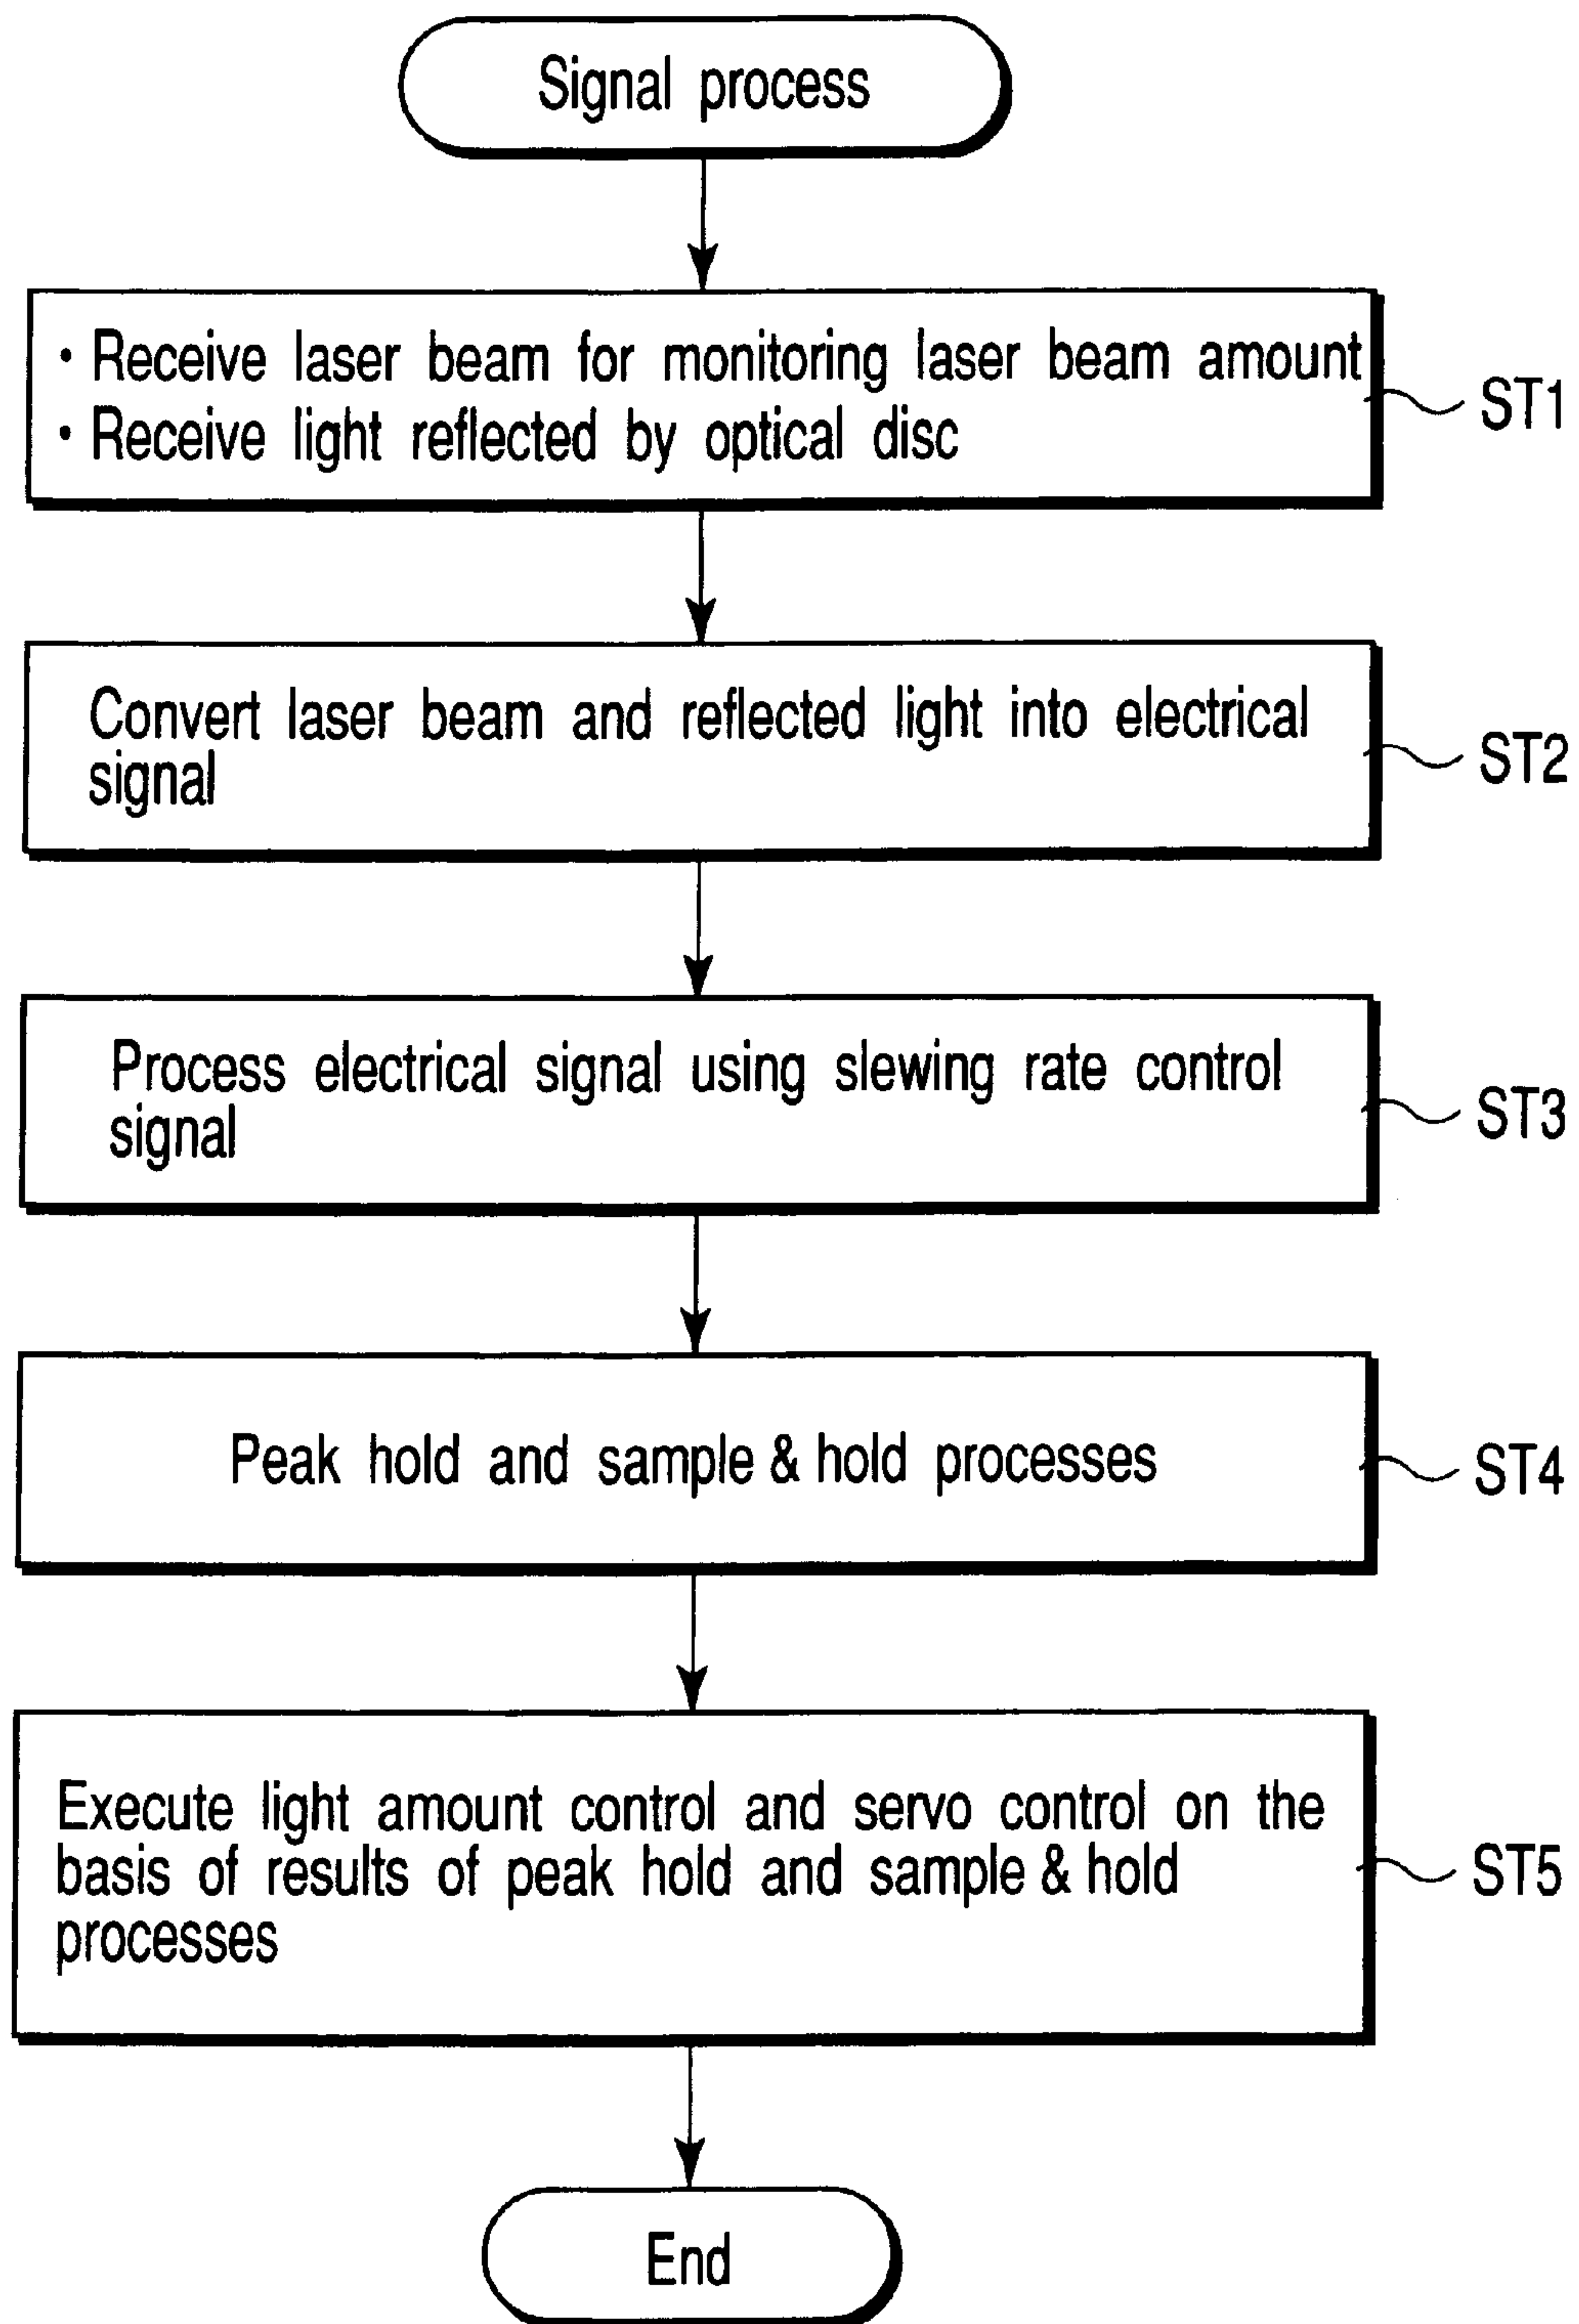 Signal process
• Receive laser beam for monitoring laser beam amount
• Receive light reflected by optical disc
ST1
Convert laser beam and reflected light into electrical
signal
ST2
Process electrical signal using slewing rate control
signal
ST3
Peak hold and sample & hold processes
ST4
Execute light amount control and servo control on the
basis of results of peak hold and sample & hold
processes
ST5
End